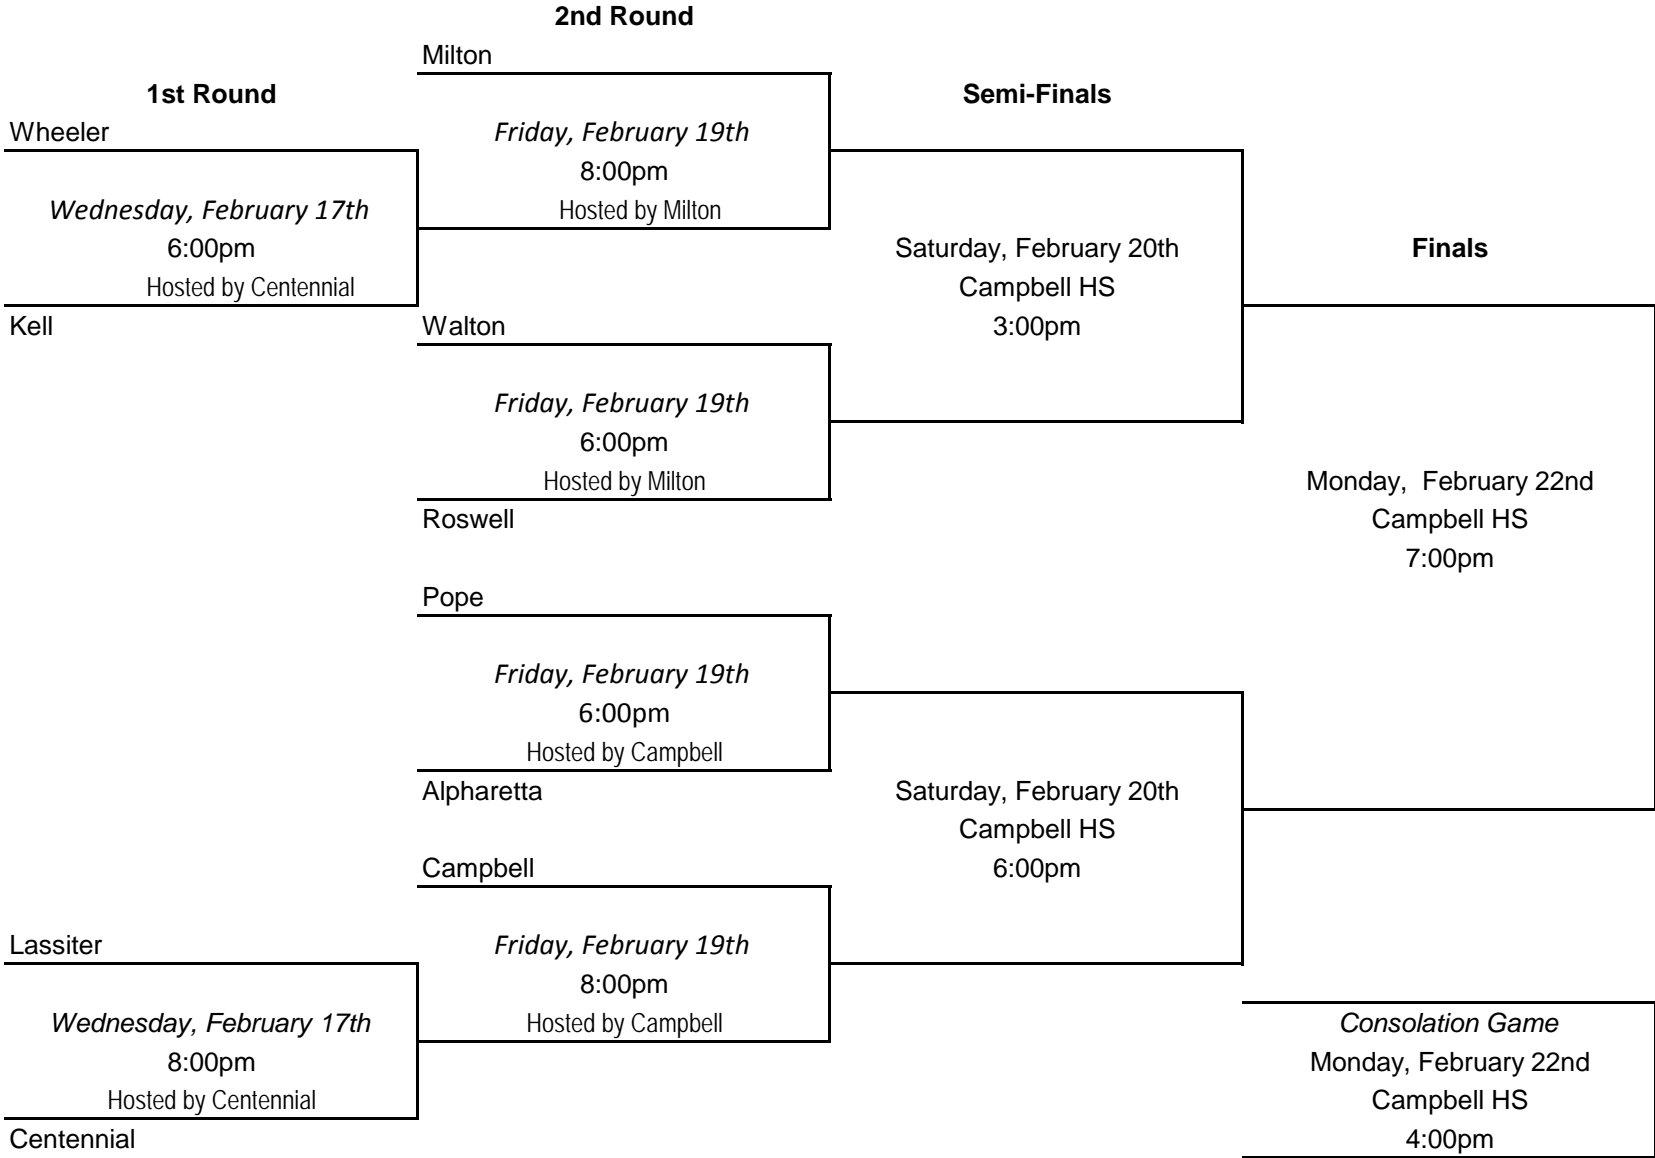 2nd Round
Milton
1st Round
Semi-Finals
Wheeler
Friday, February 19th
8:00pm
Hosted by Milton
Wednesday, February 17th
6:00pm
Hosted by Centennial
Kell
Saturday, February 20th
Campbell HS
3:00pm
Finals
Walton
Friday, February 19th
6:00pm
Hosted by Milton
Roswell
Monday, February 22nd
Campbell HS
7:00pm
Pope
Friday, February 19th
6:00pm
Hosted by Campbell
Alpharetta
Saturday, February 20th
Campbell HS
6:00pm
Campbell
Friday, February 19th
8:00pm
Hosted by Campbell
Lassiter
Wednesday, February 17th
8:00pm
Hosted by Centennial
Centennial
Consolation Game
Monday, February 22nd
Campbell HS
4:00pm